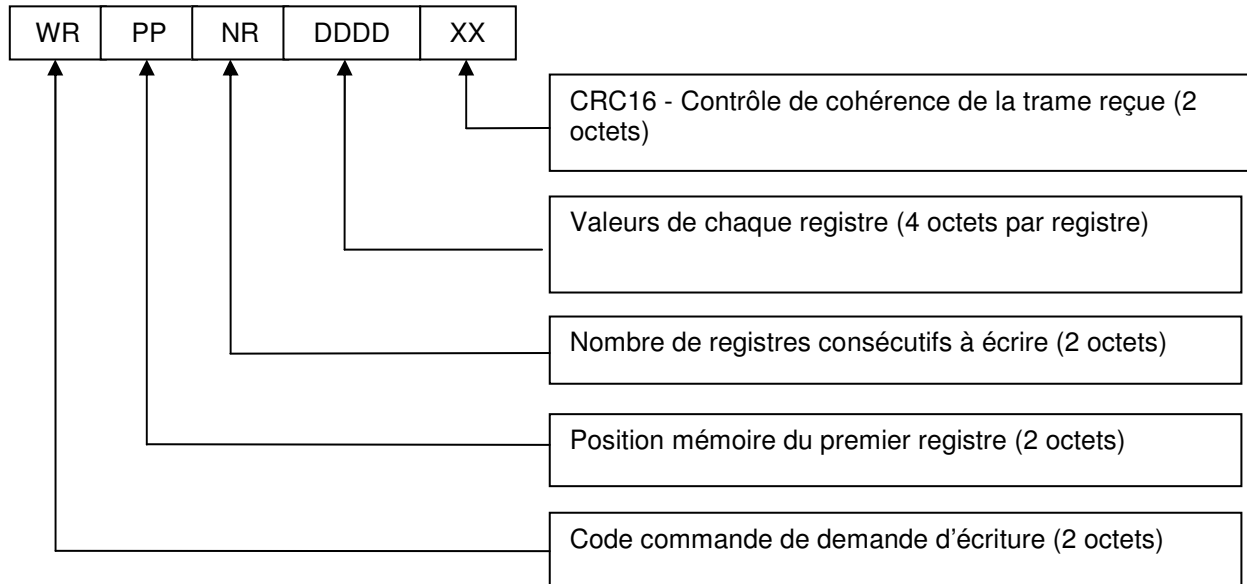 WR PP NR DDDD XX
CRC16 - Contrôle de cohérence de la trame reçue (2
octets)
Valeurs de chaque registre (4 octets par registre)
Nombre de registres consécutifs à écrire (2 octets)
Position mémoire du premier registre (2 octets)
Code commande de demande d’écriture (2 octets)